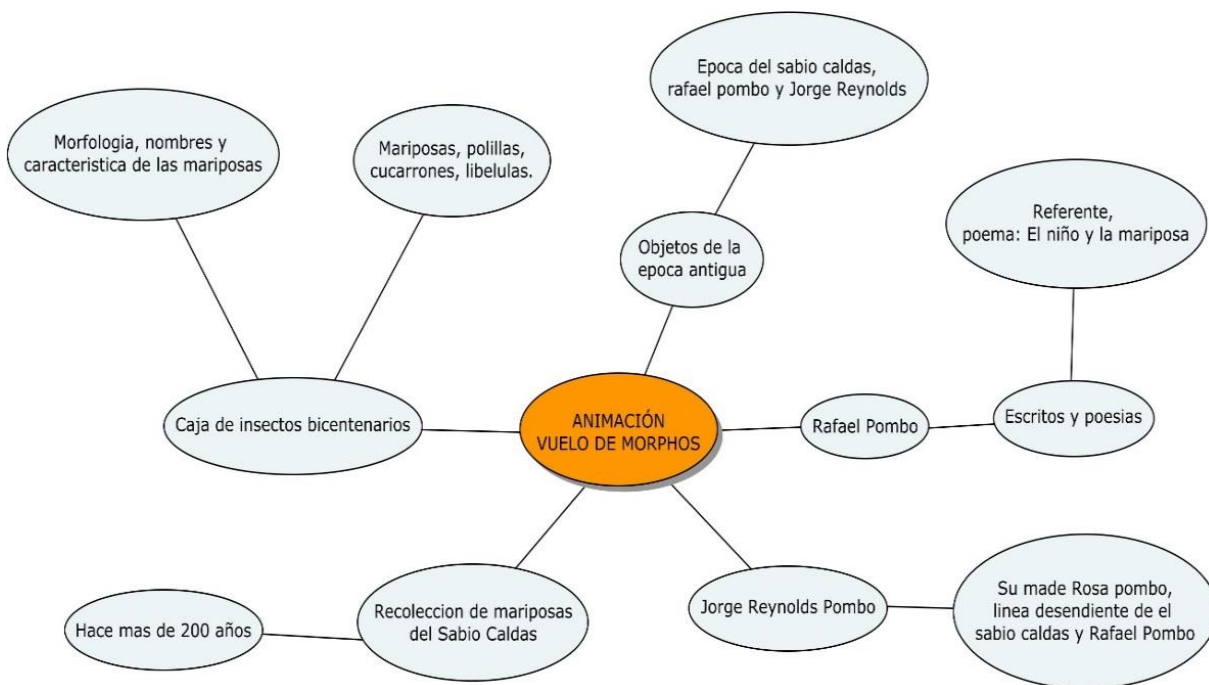 Epoca del sabio caldas,
rafael pombo y Jorge Reynolds
Morfologia, nombres y
caracteristica de las mariposas
Mariposas, polillas,
cucarrones, libelulas.
Referente,
poema: El niño y la mariposa
Objetos de la
epoca antigua
Caja de insectos bicentenarios
ANIMACIÓN
VUELO DE MORPHOS
Rafael Pombo
Escritos y poesias
Hace mas de 200 años
Recoleccion de mariposas
del Sabio Caldas
Jorge Reynolds Pombo
Su made Rosa pombo,
linea desendiente de el
sabio caldas y Rafael Pombo